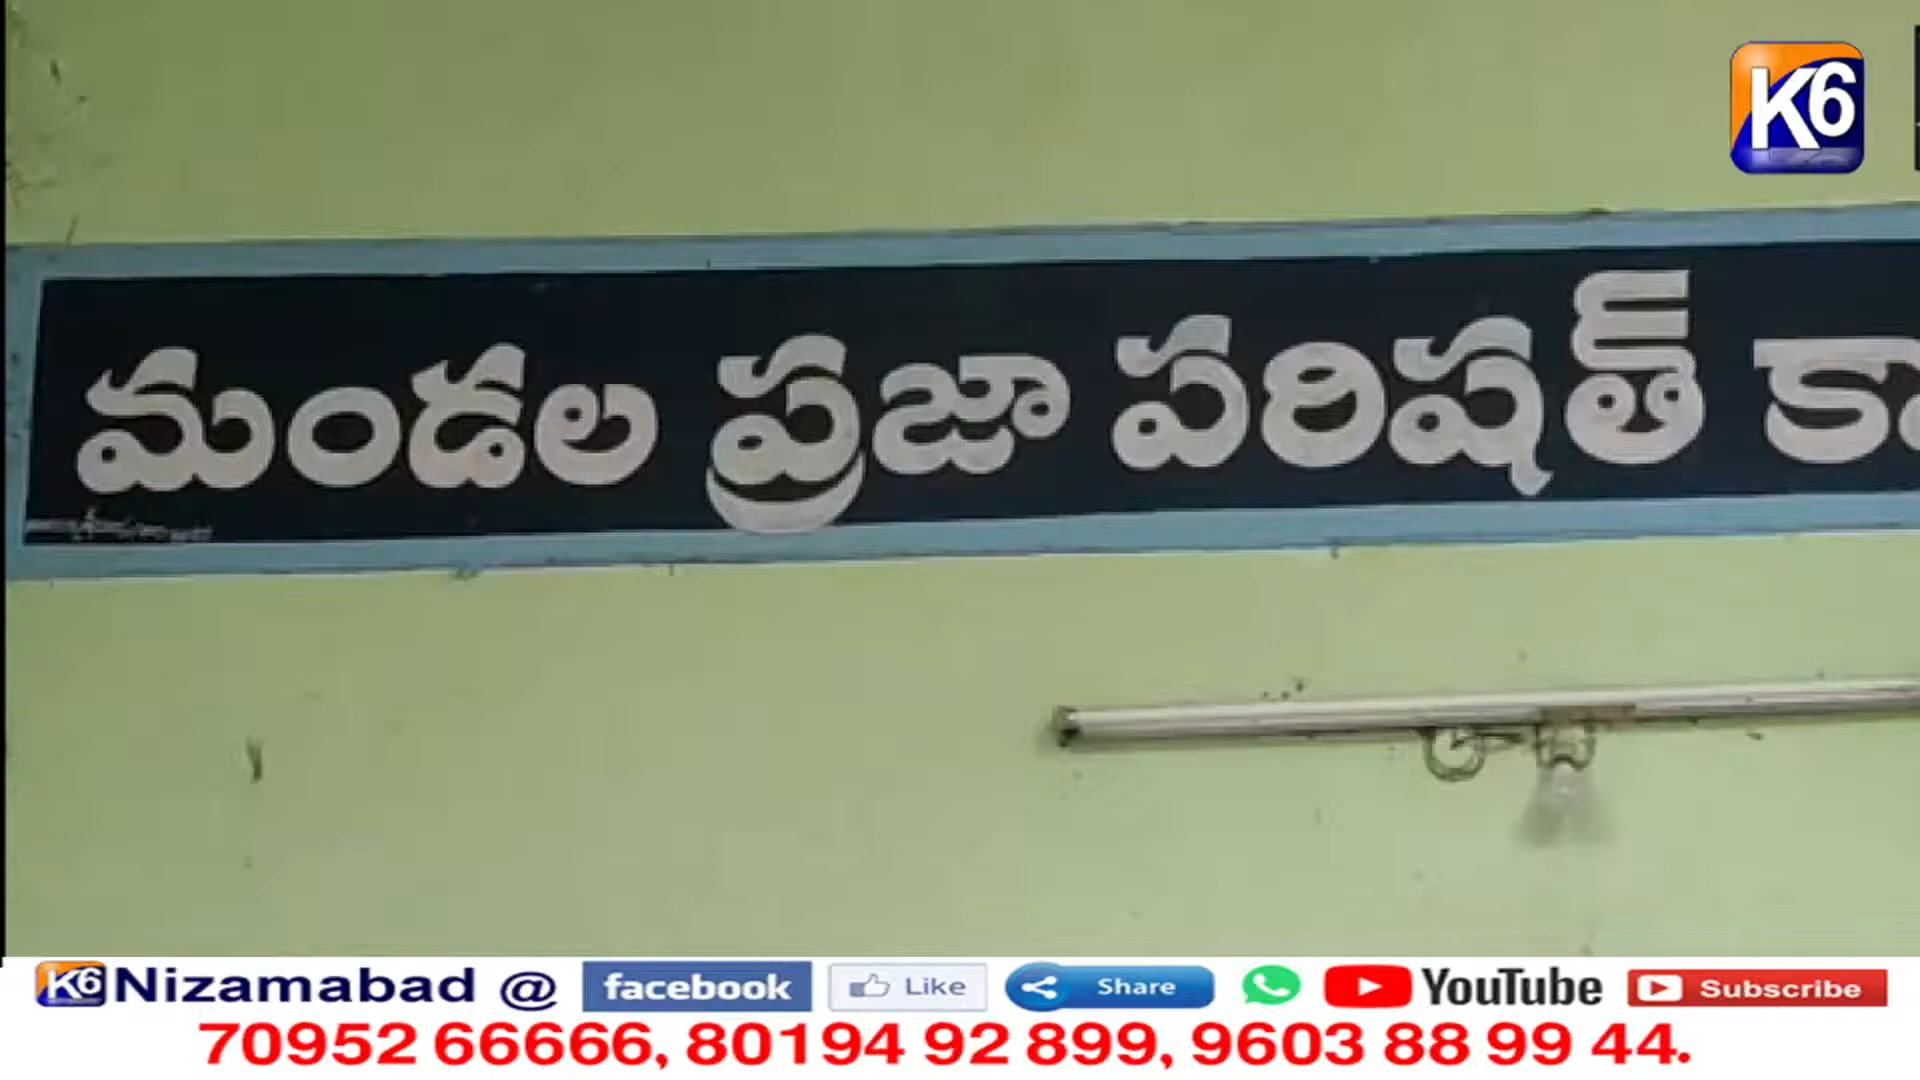 K6
మండల ప్రజా పరిషత్ కా
K6 Nizamabad @ facebook Like Share YouTube Subscribe
70952 66666, 80194 92 899, 9603 88 99 44.